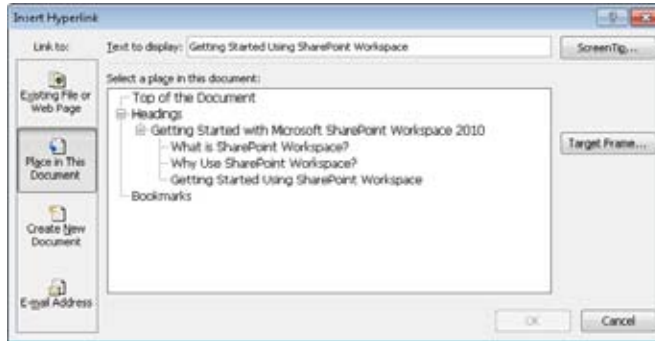 Insert Hyperlink
Link to:
Text to display: Getting Started Using SharePoint Workspace
ScreenTip...
Existing File or
Web Page
Place in This
Document
Create New
Document
E-mail Address
Select a place in this document:
Top of the Document
Headings
Getting Started with Microsoft SharePoint Workspace 2010
What is SharePoint Workspace?
Why Use SharePoint Workspace?
Getting Started Using SharePoint Workspace
Bookmarks
Target Frame...
OK
Cancel